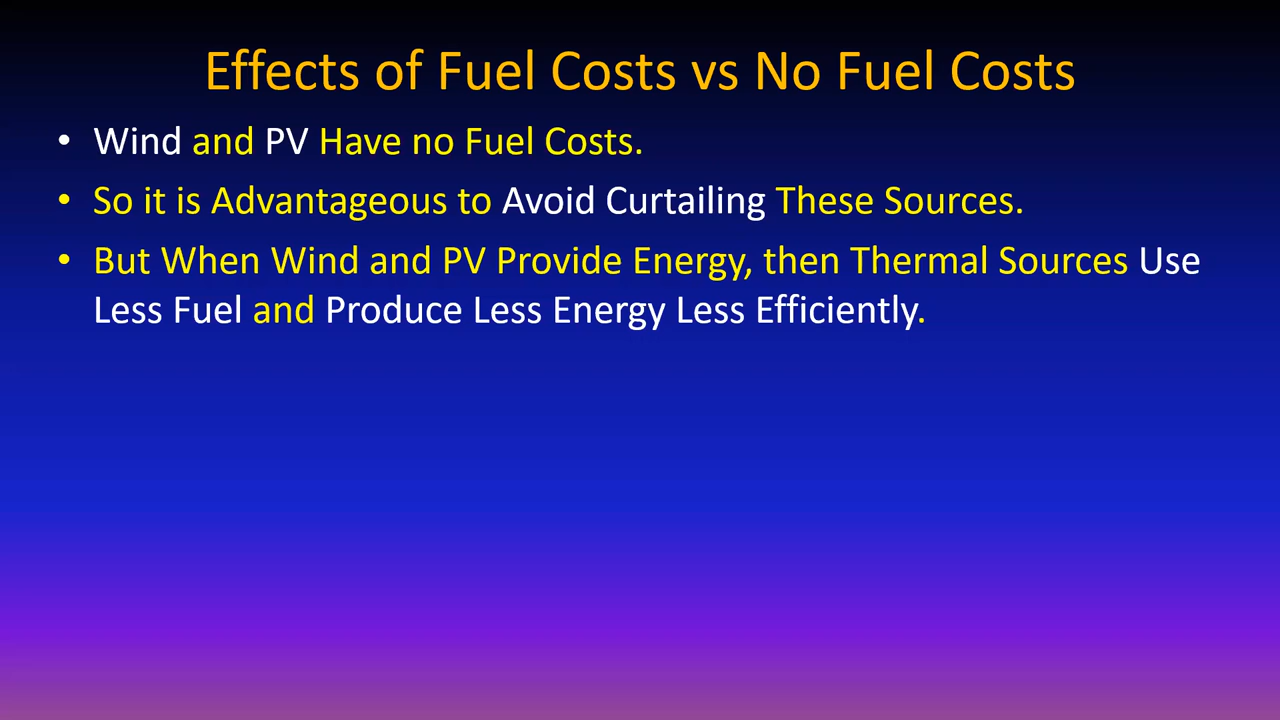 Effects of Fuel Costs vs No Fuel Costs
• Wind and PV Have no Fuel Costs.
• So it is Advantageous to Avoid Curtailing These Sources.
• But When Wind and PV Provide Energy, then Thermal Sources Use
Less Fuel and Produce Less Energy Less Efficiently.